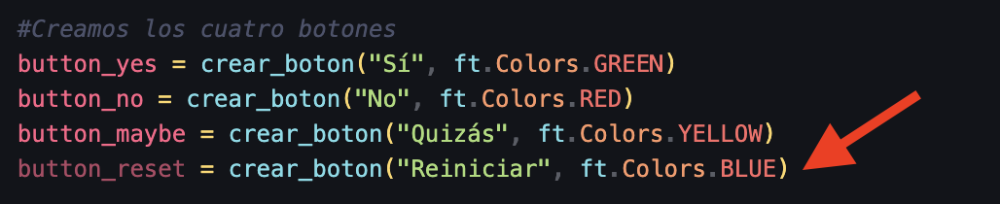 #Creamos los cuatro botones
button_yes = crear_boton("Sí", ft.Colors.GREEN)
button_no = crear_boton("No", ft.Colors.RED)
button_maybe = crear_boton("Quizás", ft.Colors.YELLOW)
button_reset = crear_boton("Reiniciar", ft.Colors.BLUE)